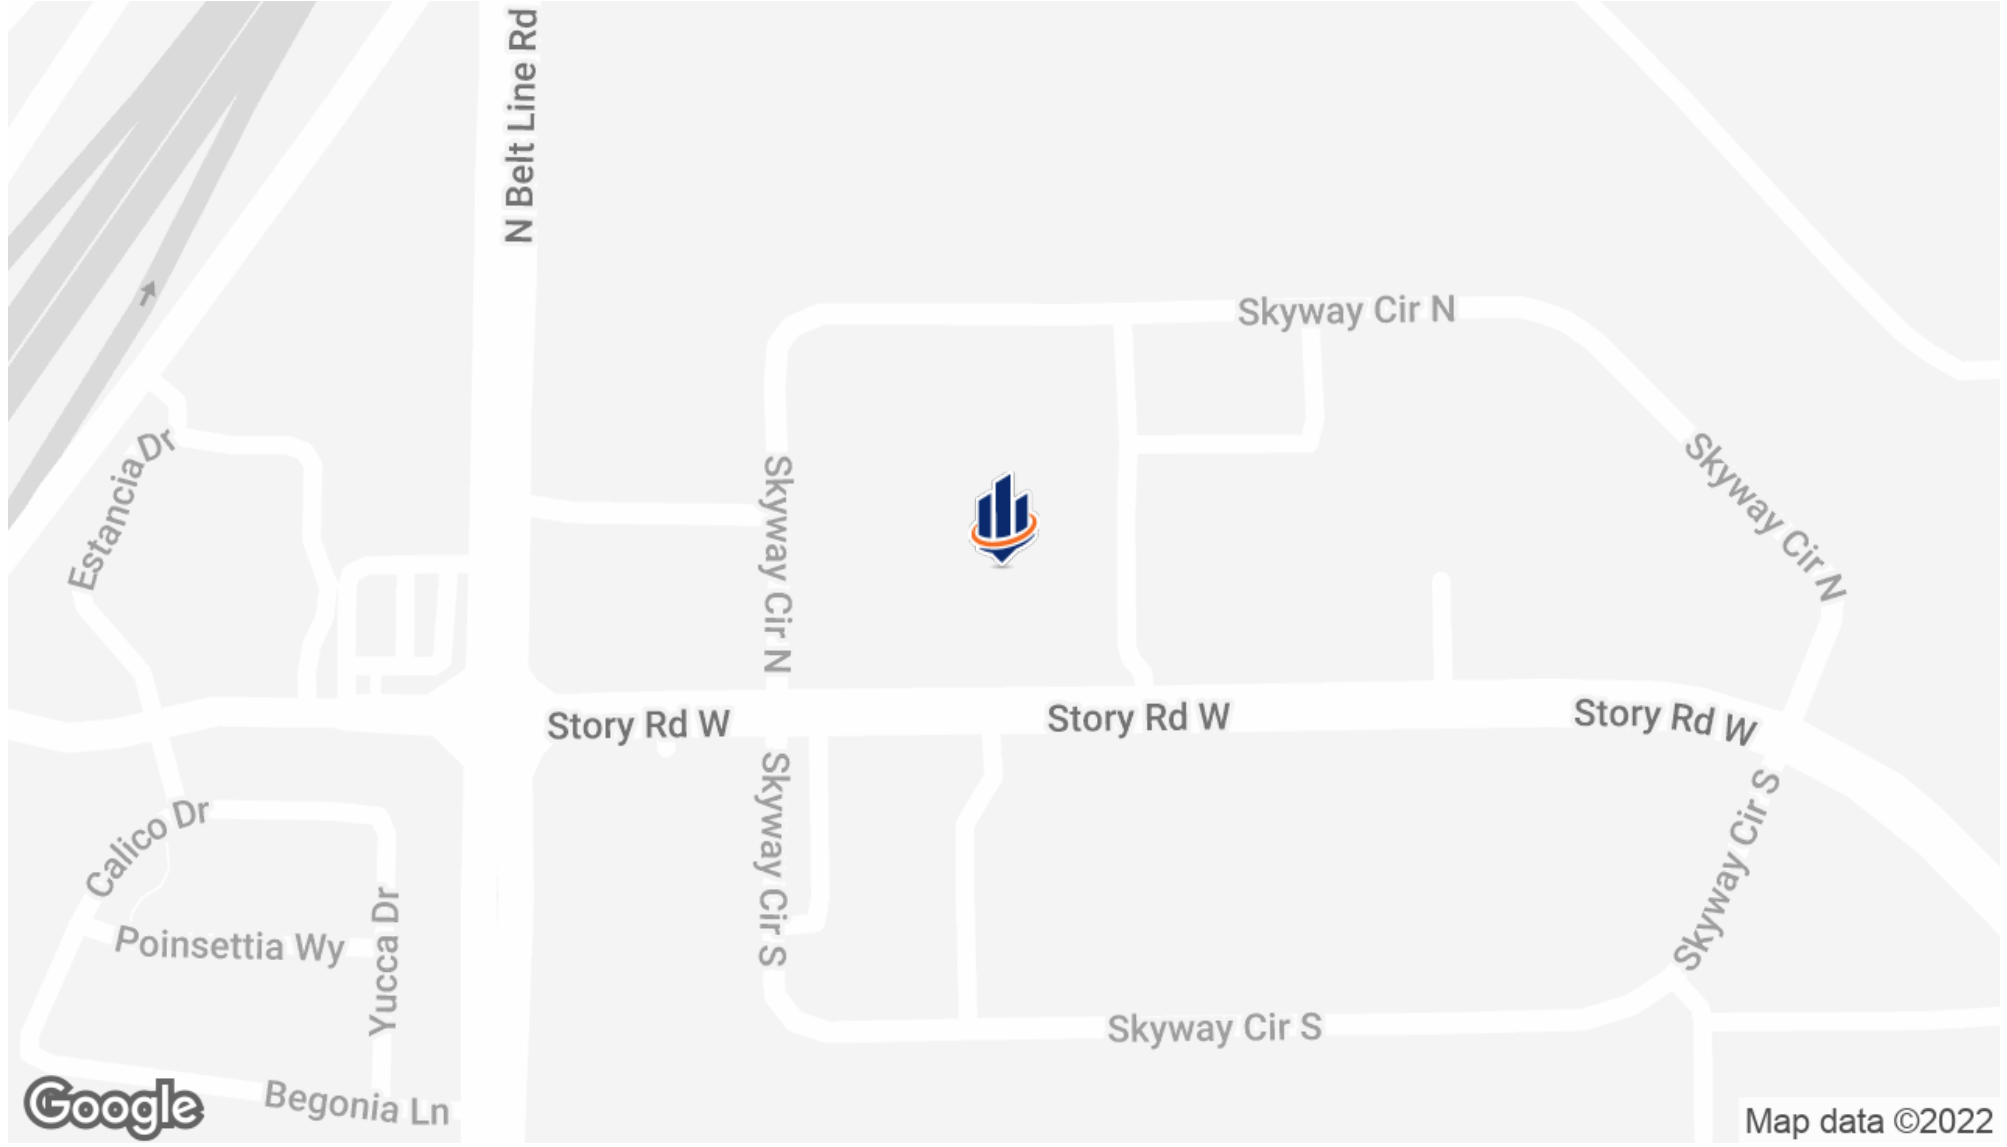 N Belt Line Rd
Skyway Cir N
Estancia Dr
Skyway Cir N
Skyway Cir N
Story Rd W
Story Rd W
Story Rd W
Calico Dr
Skyway Cir S
Skyway Cir S
Poinsettia Wy
Yucca Dr
Skyway Cir S
Begonia Ln
Google
Map data ©2022